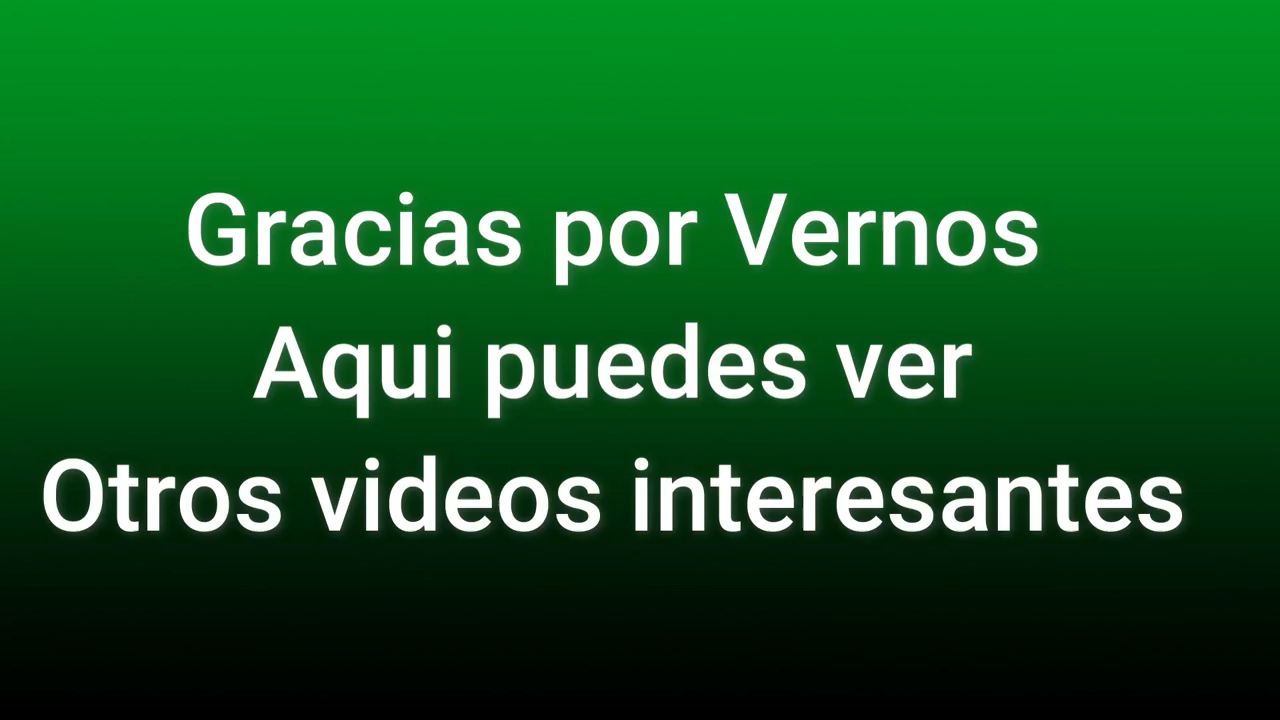 Gracias por Vernos
Aqui puedes ver
Otros videos interesantes